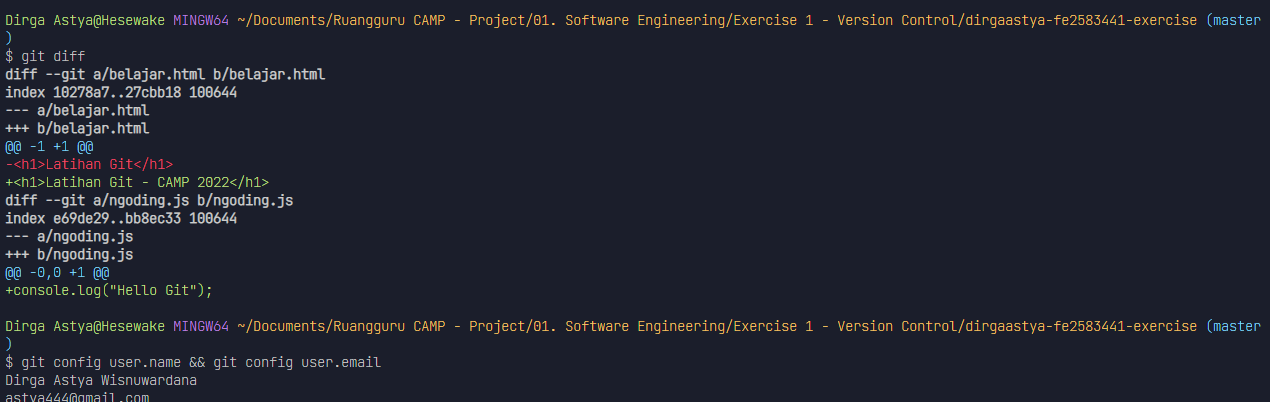 Dirga Astya@Hesewake MINGW64 ~/Documents/Ruangguru CAMP - Project/01. Software Engineering/Exercise 1 - Version Control/dirgaastya-fe2583441-exercise (master
)
$ git diff
diff --git a/belajar.html b/belajar.html
index 10278a7..27cbb18 100644
--- a/belajar.html
+++ b/belajar.html
@@ -1 +1 @@
-<h1>Latihan Git</h1>
+<h1>Latihan Git - CAMP 2022</h1>
diff --git a/ngoding.js b/ngoding.js
index e69de29..bb8ec33 100644
--- a/ngoding.js
+++ b/ngoding.js
@@ -0,0 +1 @@
+console.log("Hello Git");
Dirga Astya@Hesewake MINGW64 ~/Documents/Ruangguru CAMP - Project/01. Software Engineering/Exercise 1 - Version Control/dirgaastya-fe2583441-exercise (master
)
$ git config user.name && git config user.email
Dirga Astya Wisnuwardana
astya444@gmail.com